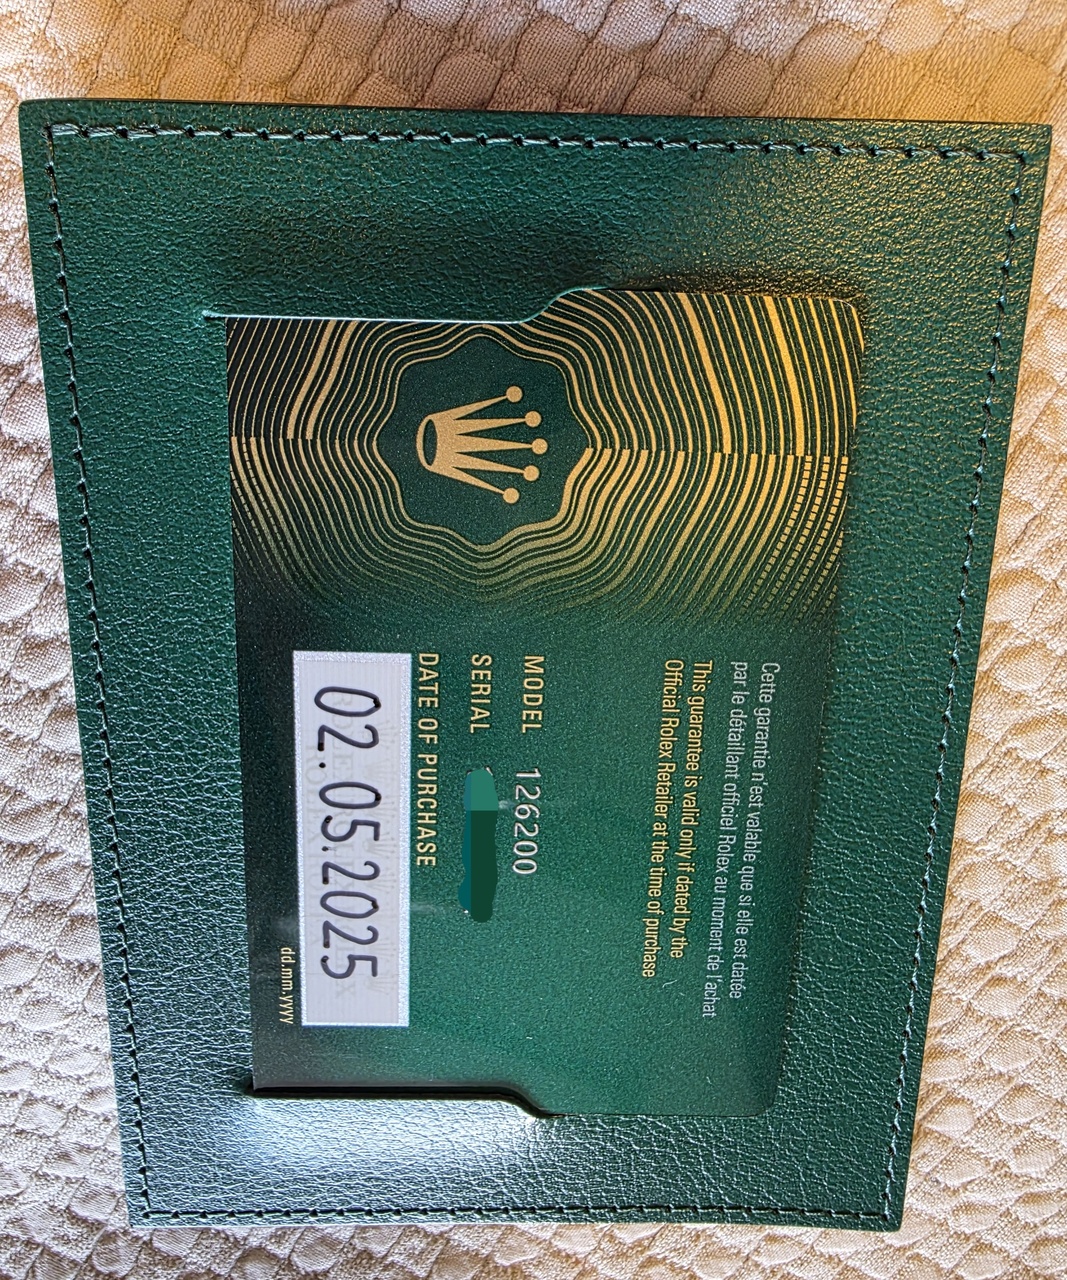 Cette garantie n'est valable que si elle est datée
par le détaillant officiel Rolex au moment de l'achat
This guarantee is valid only if dated by the
Official Rolex Retailer at the time of purchase
MODEL 126200
SERIAL
DATE OF PURCHASE
02.05.2025
dd.mm.yyyy